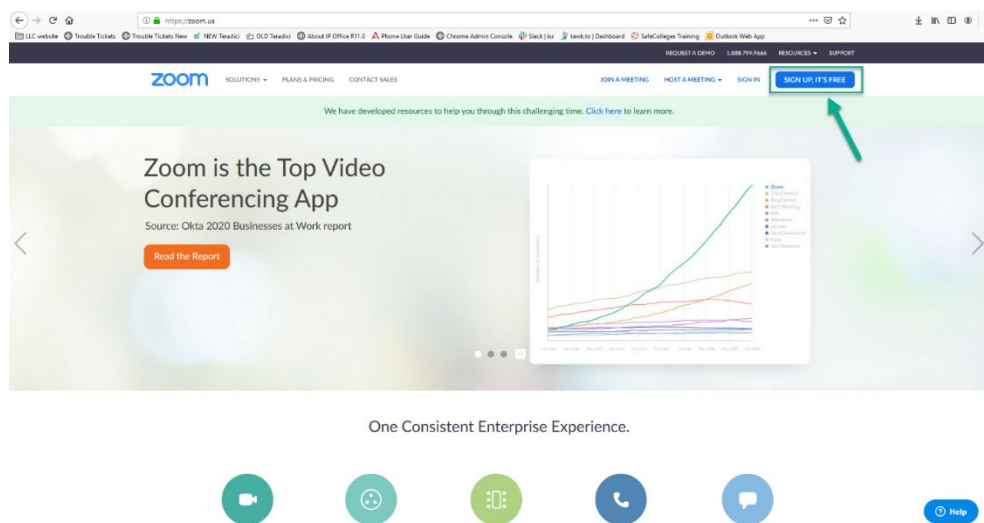 https://zoom.us
LLC website Trouble Tickets Trouble Tickets New NEW Teradici OLD Teradici About IP Office R11.0 Phone User Guide Chrome Admin Console Slack | kss tawk.to | Dashboard SafeColleges Training Outlook Web App
REQUEST A DEMO 1.888.799.9666 RESOURCES SUPPORT
zoom SOLUTIONS PLANS & PRICING CONTACT SALES JOIN A MEETING HOST A MEETING SIGN IN SIGN UP, IT'S FREE
We have developed resources to help you through this challenging time. Click here to learn more.
Zoom is the Top Video
Conferencing App
Source: Okta 2020 Businesses at Work report
Read the Report
Zoom
One Consistent Enterprise Experience.
Help